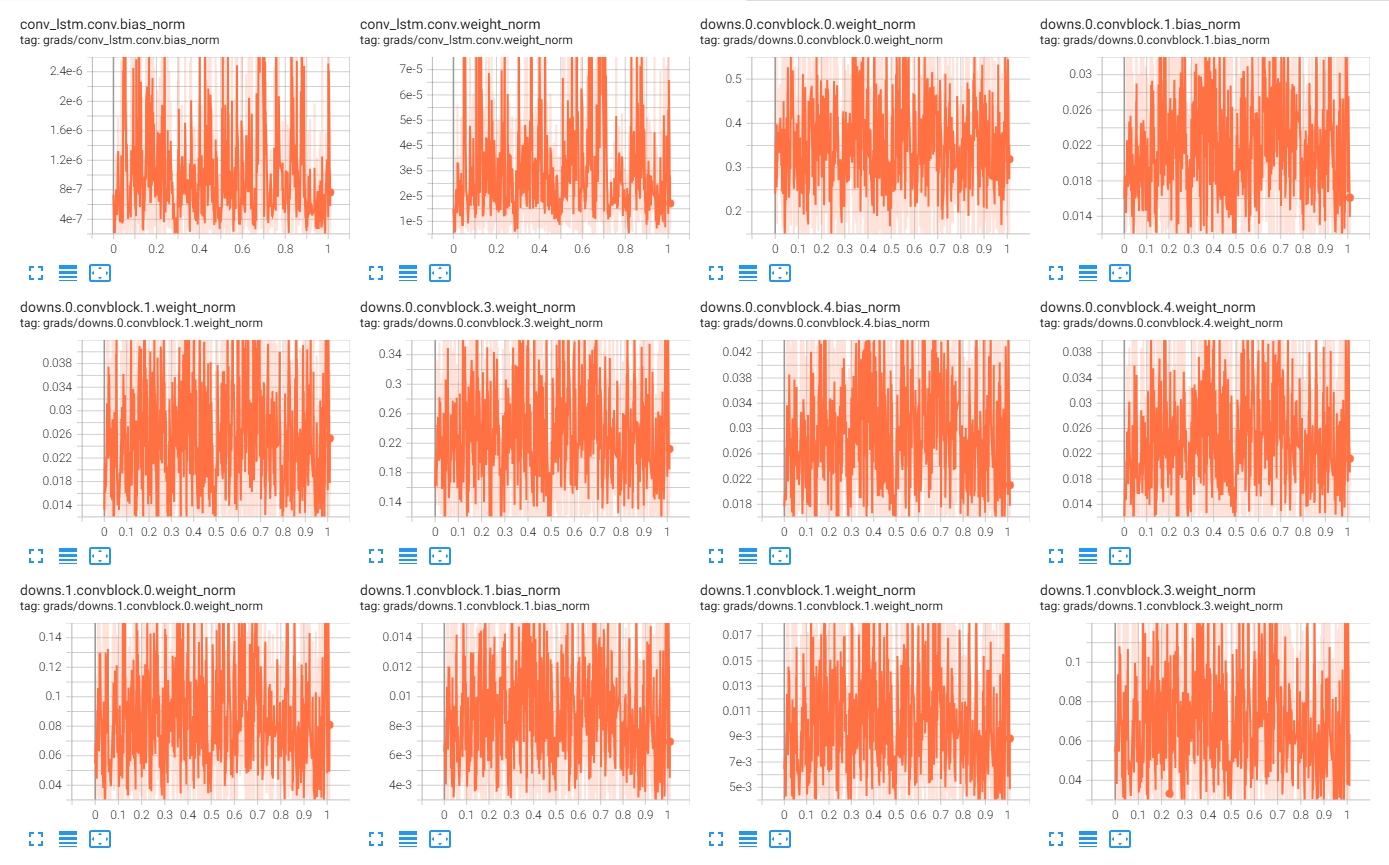 conv_lstm.conv.bias_norm
tag: grads/conv_lstm.conv.bias_norm
2.4e-6
2e-6
1.6e-6
1.2e-6
8e-7
4e-7
0 0.2 0.4 0.6 0.8 1
conv_lstm.conv.weight_norm
tag: grads/conv_lstm.conv.weight_norm
7e-5
6e-5
5e-5
4e-5
3e-5
2e-5
1e-5
0 0.2 0.4 0.6 0.8 1
downs.0.convblock.0.weight_norm
tag: grads/downs.0.convblock.0.weight_norm
0.5
0.4
0.3
0.2
0 0.1 0.2 0.3 0.4 0.5 0.6 0.7 0.8 0.9 1
downs.0.convblock.1.bias_norm
tag: grads/downs.0.convblock.1.bias_norm
0.03
0.026
0.022
0.018
0.014
0 0.1 0.2 0.3 0.4 0.5 0.6 0.7 0.8 0.9 1
downs.0.convblock.1.weight_norm
tag: grads/downs.0.convblock.1.weight_norm
0.038
0.034
0.03
0.026
0.022
0.018
0.014
0 0.1 0.2 0.3 0.4 0.5 0.6 0.7 0.8 0.9 1
downs.0.convblock.3.weight_norm
tag: grads/downs.0.convblock.3.weight_norm
0.34
0.3
0.26
0.22
0.18
0.14
0 0.1 0.2 0.3 0.4 0.5 0.6 0.7 0.8 0.9 1
downs.0.convblock.4.bias_norm
tag: grads/downs.0.convblock.4.bias_norm
0.042
0.038
0.034
0.03
0.026
0.022
0.018
0 0.1 0.2 0.3 0.4 0.5 0.6 0.7 0.8 0.9 1
downs.0.convblock.4.weight_norm
tag: grads/downs.0.convblock.4.weight_norm
0.038
0.034
0.03
0.026
0.022
0.018
0.014
0 0.1 0.2 0.3 0.4 0.5 0.6 0.7 0.8 0.9 1
downs.1.convblock.0.weight_norm
tag: grads/downs.1.convblock.0.weight_norm
0.14
0.12
0.1
0.08
0.06
0.04
0 0.1 0.2 0.3 0.4 0.5 0.6 0.7 0.8 0.9 1
downs.1.convblock.1.bias_norm
tag: grads/downs.1.convblock.1.bias_norm
0.014
0.012
0.01
8e-3
6e-3
4e-3
0 0.1 0.2 0.3 0.4 0.5 0.6 0.7 0.8 0.9 1
downs.1.convblock.1.weight_norm
tag: grads/downs.1.convblock.1.weight_norm
0.017
0.015
0.013
0.011
9e-3
7e-3
5e-3
0 0.1 0.2 0.3 0.4 0.5 0.6 0.7 0.8 0.9 1
downs.1.convblock.3.weight_norm
tag: grads/downs.1.convblock.3.weight_norm
0.1
0.08
0.06
0.04
0 0.1 0.2 0.3 0.4 0.5 0.6 0.7 0.8 0.9 1